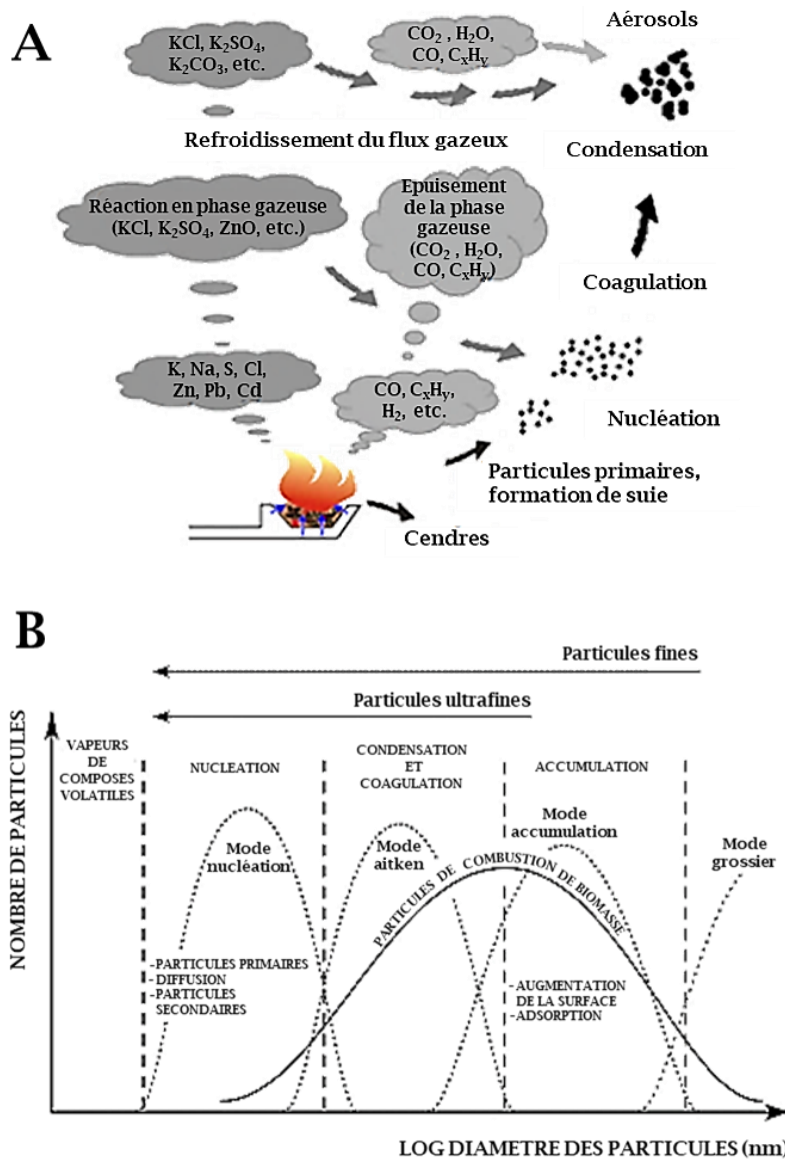 A
KCl, K₂SO₄,
K₂CO₃, etc.
CO₂ , H₂O,
CO, CₓHᵧ
Aérosols
Refroidissement du flux gazeux
Condensation
Réaction en phase gazeuse
(KCl, K₂SO₄, ZnO, etc.)
Epuisement
de la phase
gazeuse
(CO₂ , H₂O,
CO, CₓHᵧ)
Coagulation
K, Na, S, Cl,
Zn, Pb, Cd
CO, CₓHᵧ,
H₂, etc.
Nucléation
Particules primaires,
formation de suie
Cendres
B
Particules fines
Particules ultrafines
NOMBRE DE PARTICULES
VAPEURS
DE
COMPOSES
VOLATILES
NUCLEATION
CONDENSATION
ET
COAGULATION
ACCUMULATION
Mode
nucléation
Mode
aitken
Mode
accumulation
Mode
grossier
PARTICULES DE COMBUSTION DE BIOMASSE
-PARTICULES PRIMAIRES
-DIFFUSION
-PARTICULES
SECONDAIRES
-AUGMENTATION
DE LA SURFACE
-ADSORPTION
LOG DIAMETRE DES PARTICULES (nm)